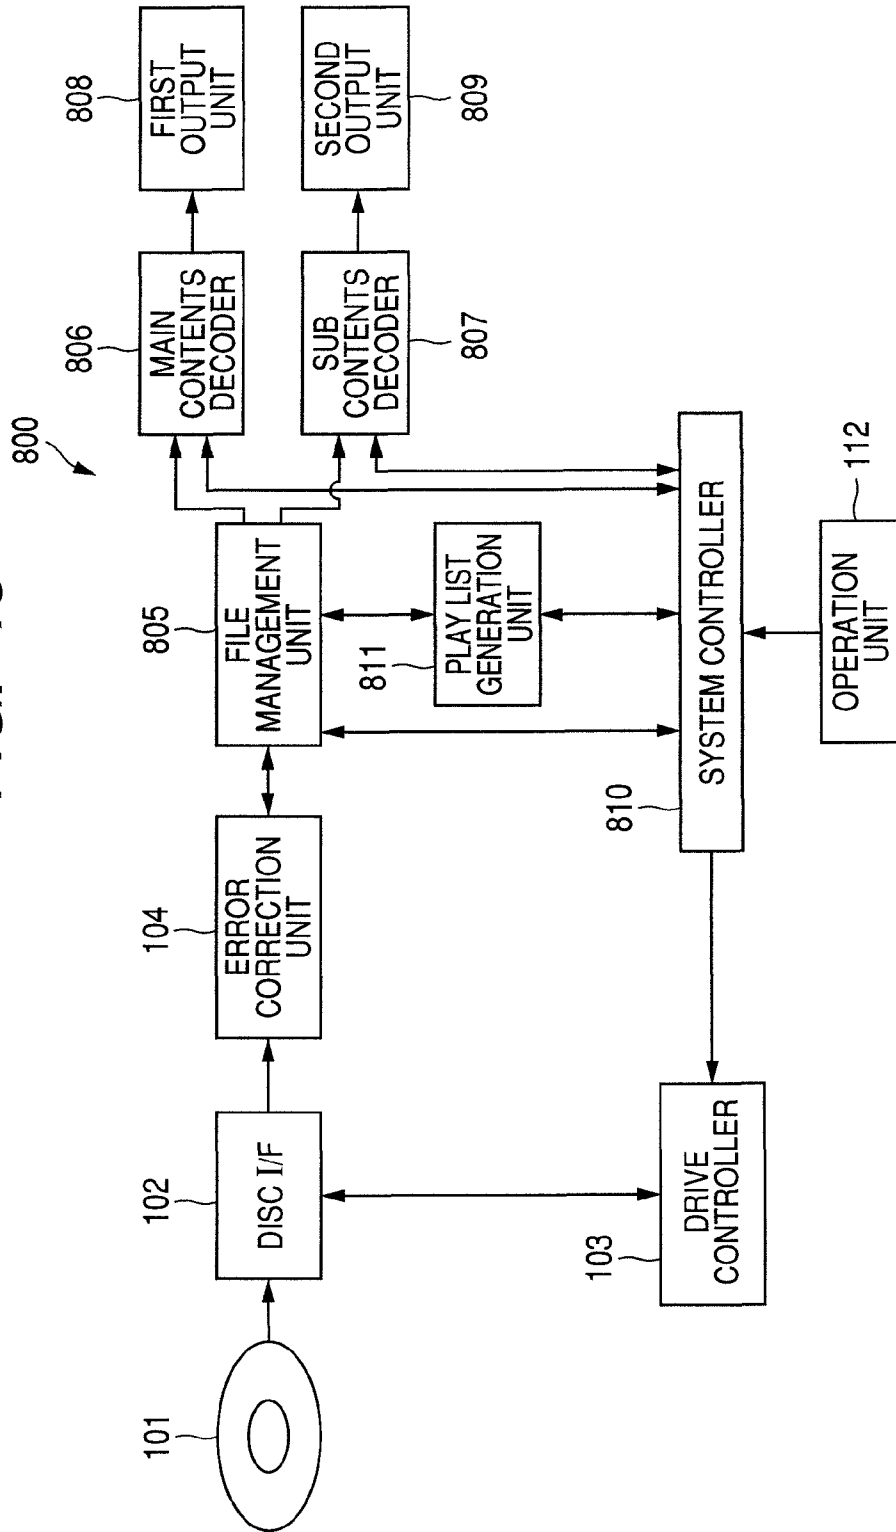 800
806
MAIN
CONTENTS
DECODER
808
FIRST
OUTPUT
UNIT
101
102
DISC I/F
104
ERROR
CORRECTION
UNIT
805
FILE
MANAGEMENT
UNIT
SUB
CONTENTS
DECODER
807
SECOND
OUTPUT
UNIT
809
811
PLAY LIST
GENERATION
UNIT
103
DRIVE
CONTROLLER
810
SYSTEM CONTROLLER
112
OPERATION
UNIT